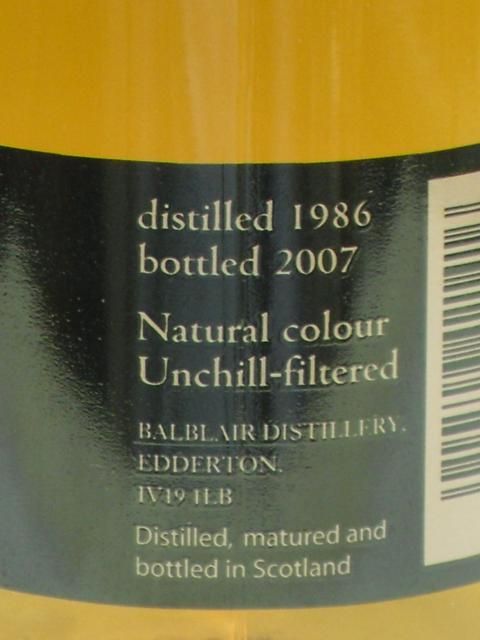 distilled 1986
bottled 2007
Natural colour
Unchill-filtered
BALBLAIR DISTILLERY,
EDDERTON.
IV19 1LB
Distilled, matured and
bottled in Scotland